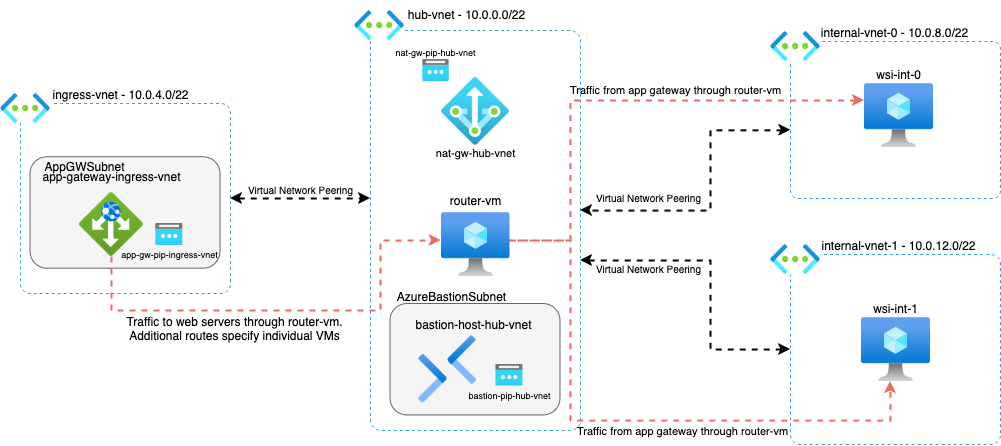 hub-vnet - 10.0.0.0/22
internal-vnet-0 - 10.0.8.0/22
nat-gw-pip-hub-vnet
wsi-int-0
Traffic from app gateway through router-vm
ingress-vnet - 10.0.4.0/22
nat-gw-hub-vnet
AppGWSubnet
app-gateway-ingress-vnet
Virtual Network Peering
Virtual Network Peering
router-vm
app-gw-pip-ingress-vnet
internal-vnet-1 - 10.0.12.0/22
Virtual Network Peering
AzureBastionSubnet
wsi-int-1
Traffic to web servers through router-vm.
Additional routes specify individual VMs
bastion-host-hub-vnet
bastion-pip-hub-vnet
Traffic from app gateway through router-vm